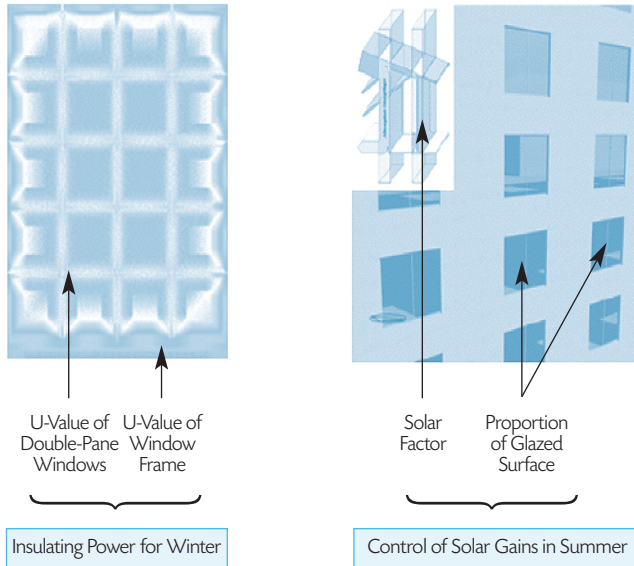 U-Value of
Double-Pane
Windows
U-Value of
Window
Frame
Solar
Factor
Proportion
of Glazed
Surface
Insulating Power for Winter
Control of Solar Gains in Summer